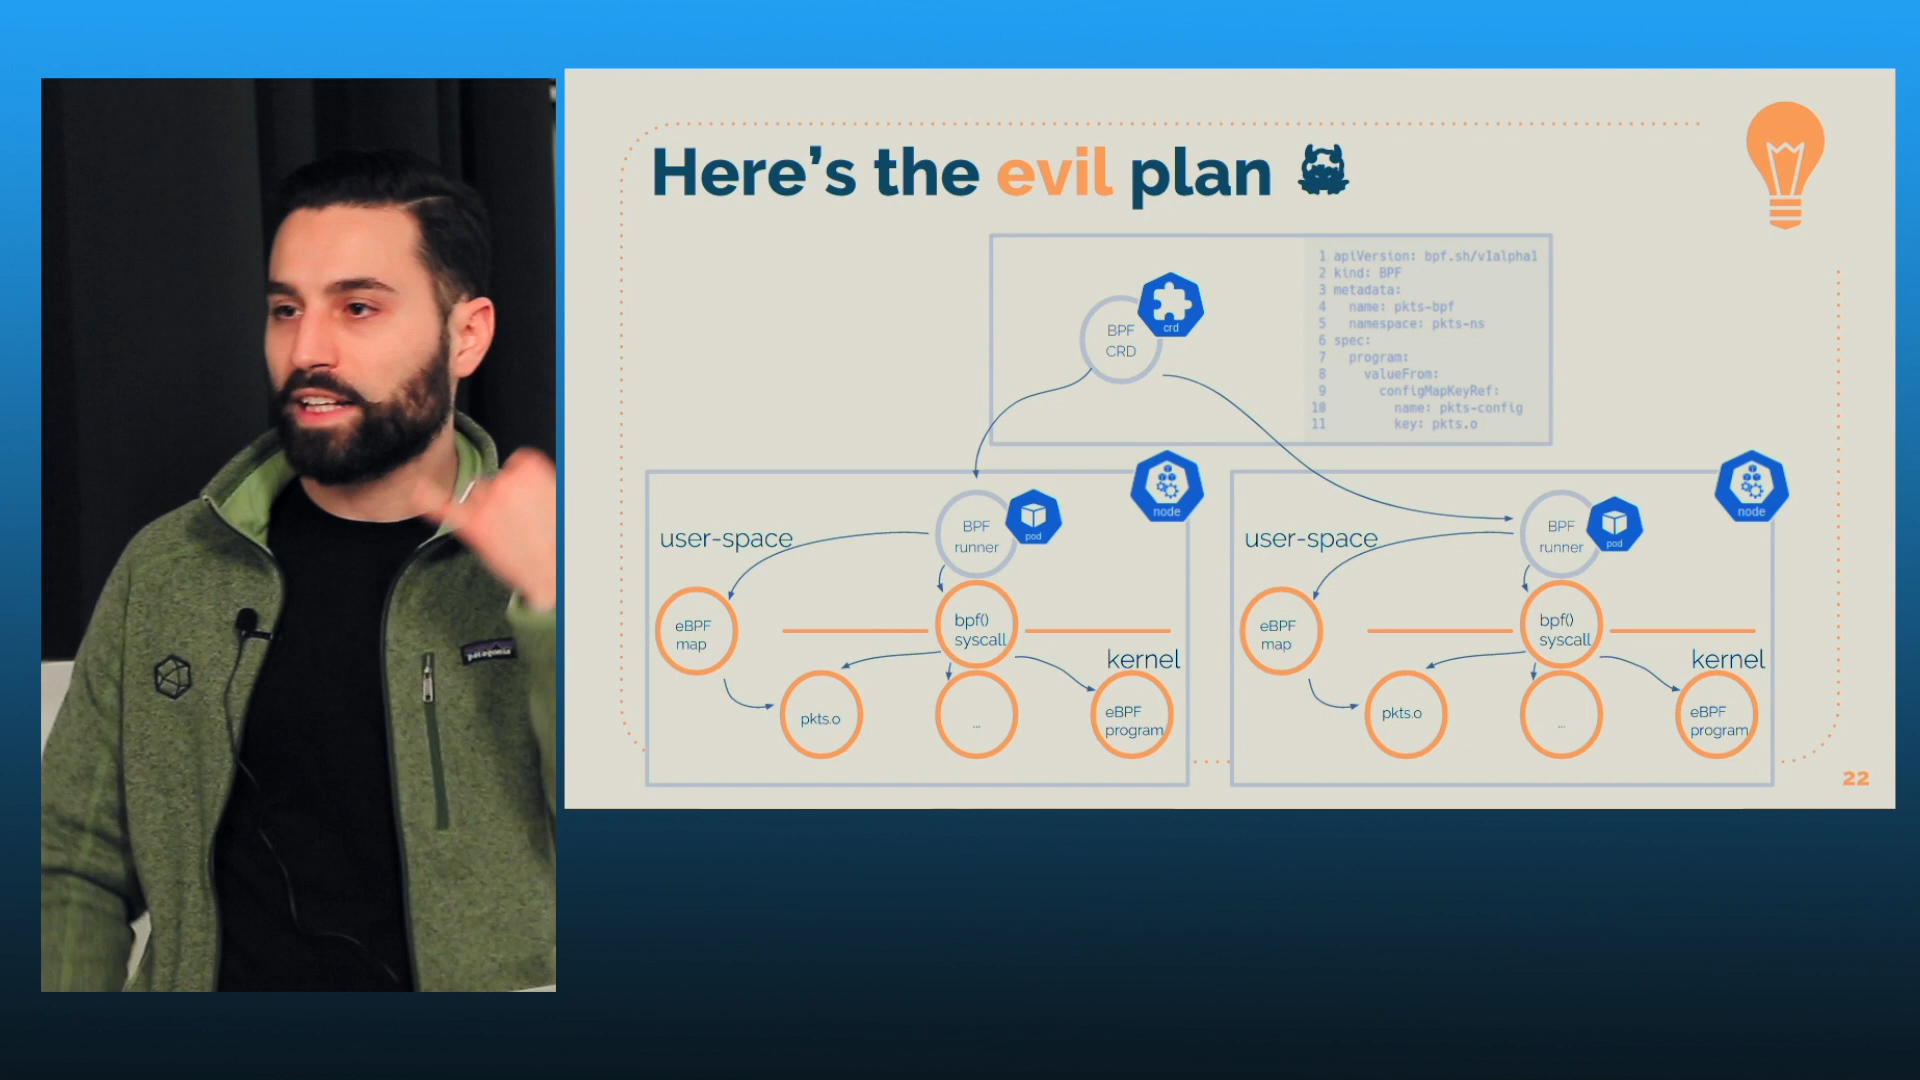 Here's the evil plan
1 apiVersion: bpf.sh/v1alpha1
2 kind: BPF
3 metadata:
4 name: pkts-bpf
5 namespace: pkts-ns
6 spec:
7 program:
8 valueFrom:
9 configMapKeyRef:
10 name: pkts-config
11 key: pkts.o
BPF
CRD
crd
user-space
BPF
runner
pod
node
eBPF
map
bpf()
syscall
kernel
pkts.o
...
eBPF
program
user-space
BPF
runner
pod
node
eBPF
map
bpf()
syscall
kernel
pkts.o
...
eBPF
program
22
patagonia